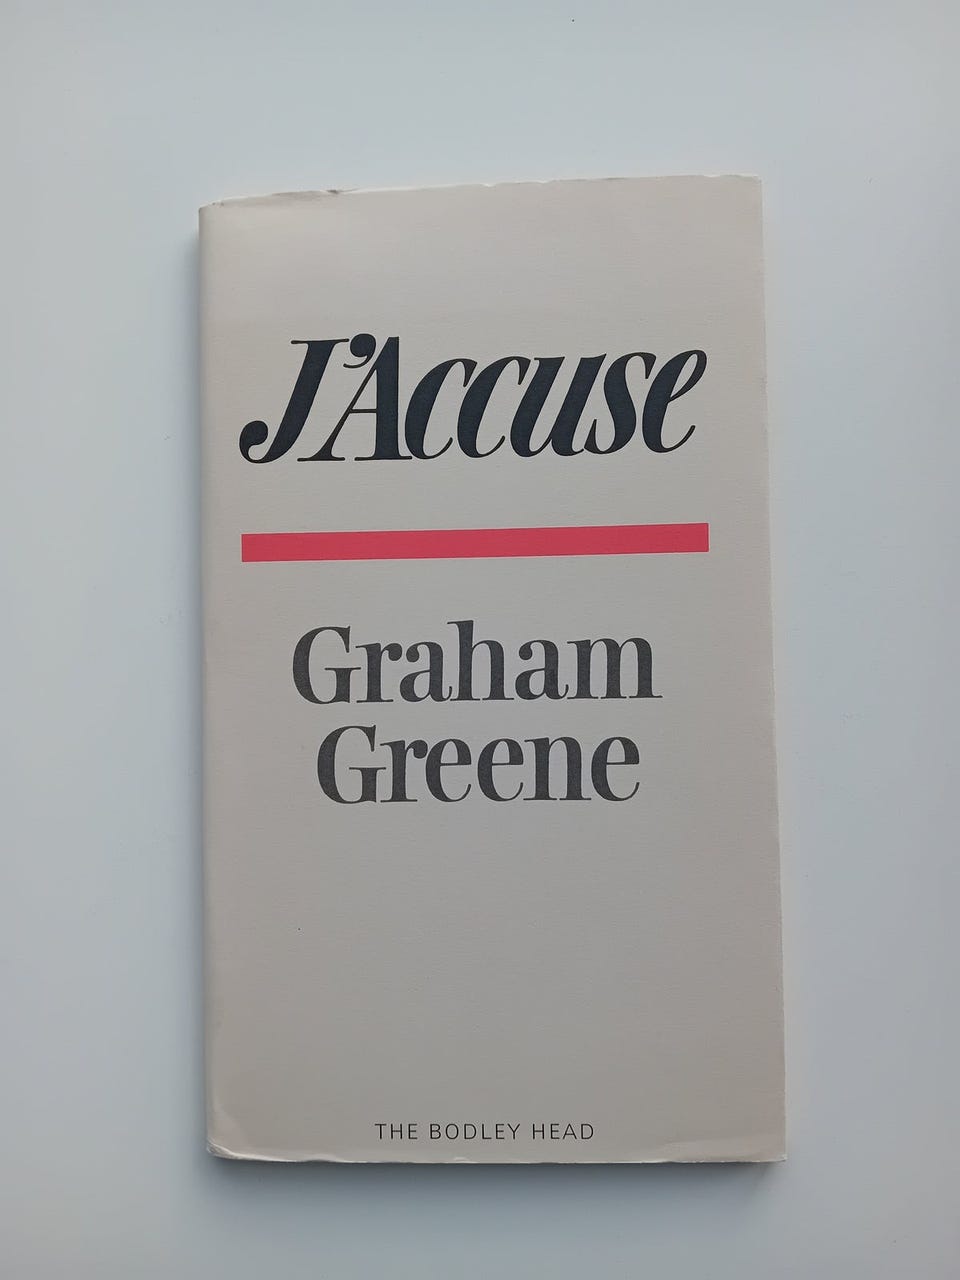 J'Accuse
Graham
Greene
THE BODLEY HEAD